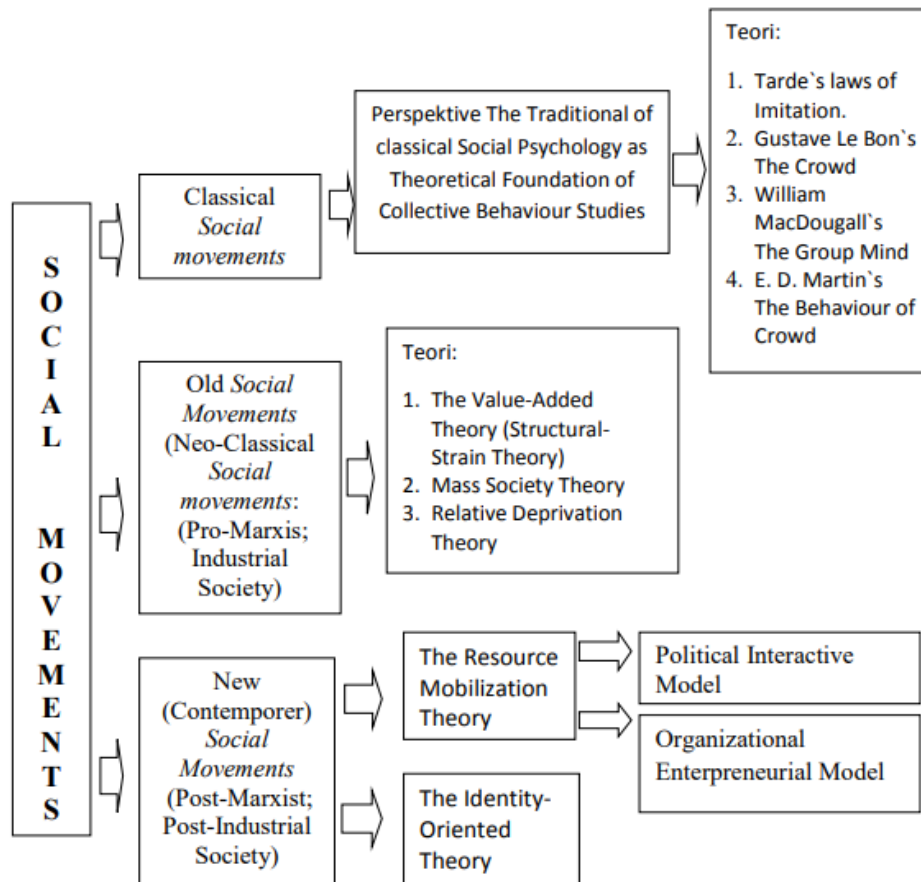 SOCIAL MOVEMENTS
Classical
Social
movements
Perspektive The Traditional of
classical Social Psychology as
Theoretical Foundation of
Collective Behaviour Studies
Teori:
1. Tarde`s laws of
Imitation.
2. Gustave Le Bon`s
The Crowd
3. William
MacDougall`s
The Group Mind
4. E. D. Martin`s
The Behaviour of
Crowd
Old Social
Movements
(Neo-Classical
Social
movements:
(Pro-Marxis;
Industrial
Society)
Teori:
1. The Value-Added
Theory (Structural-
Strain Theory)
2. Mass Society Theory
3. Relative Deprivation
Theory
New
(Contemporer)
Social
Movements
(Post-Marxist;
Post-Industrial
Society)
The Resource
Mobilization
Theory
Political Interactive
Model
Organizational
Enterpreneurial Model
The Identity-
Oriented
Theory